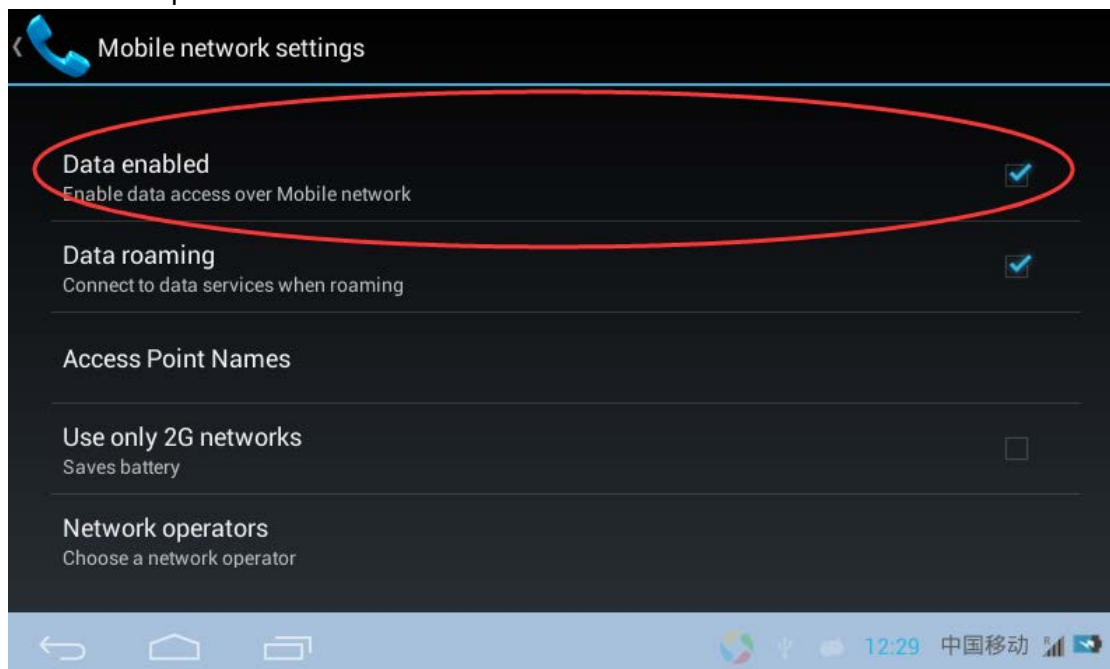 Mobile network settings
Data enabled
Enable data access over Mobile network
Data roaming
Connect to data services when roaming
Access Point Names
Use only 2G networks
Saves battery
Network operators
Choose a network operator
12:29 中国移动 R